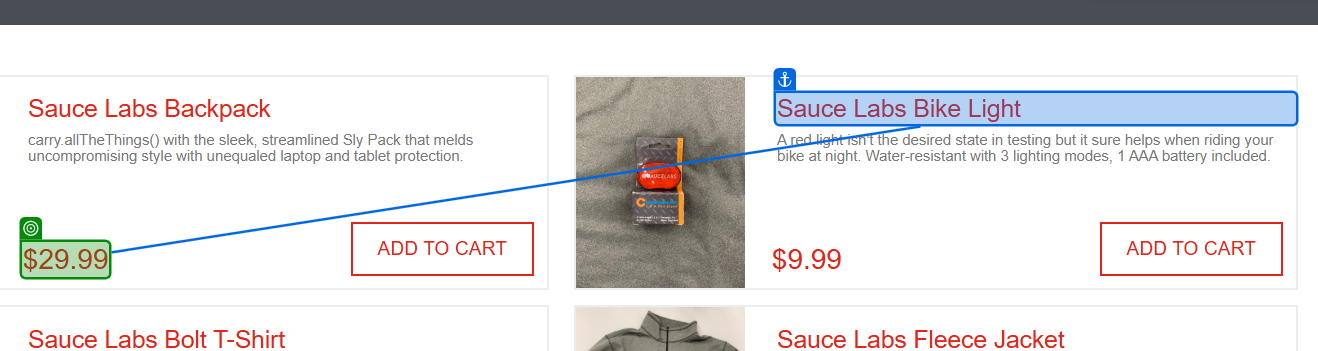 Sauce Labs Backpack
carry.allTheThings() with the sleek, streamlined Sly Pack that melds
uncompromising style with unequaled laptop and tablet protection.
$29.99
ADD TO CART
SAUCELABS
Sauce Labs Bike Light
A red light isn't the desired state in testing but it sure helps when riding your
bike at night. Water-resistant with 3 lighting modes, 1 AAA battery included.
$9.99
ADD TO CART
Sauce Labs Bolt T-Shirt
Sauce Labs Fleece Jacket